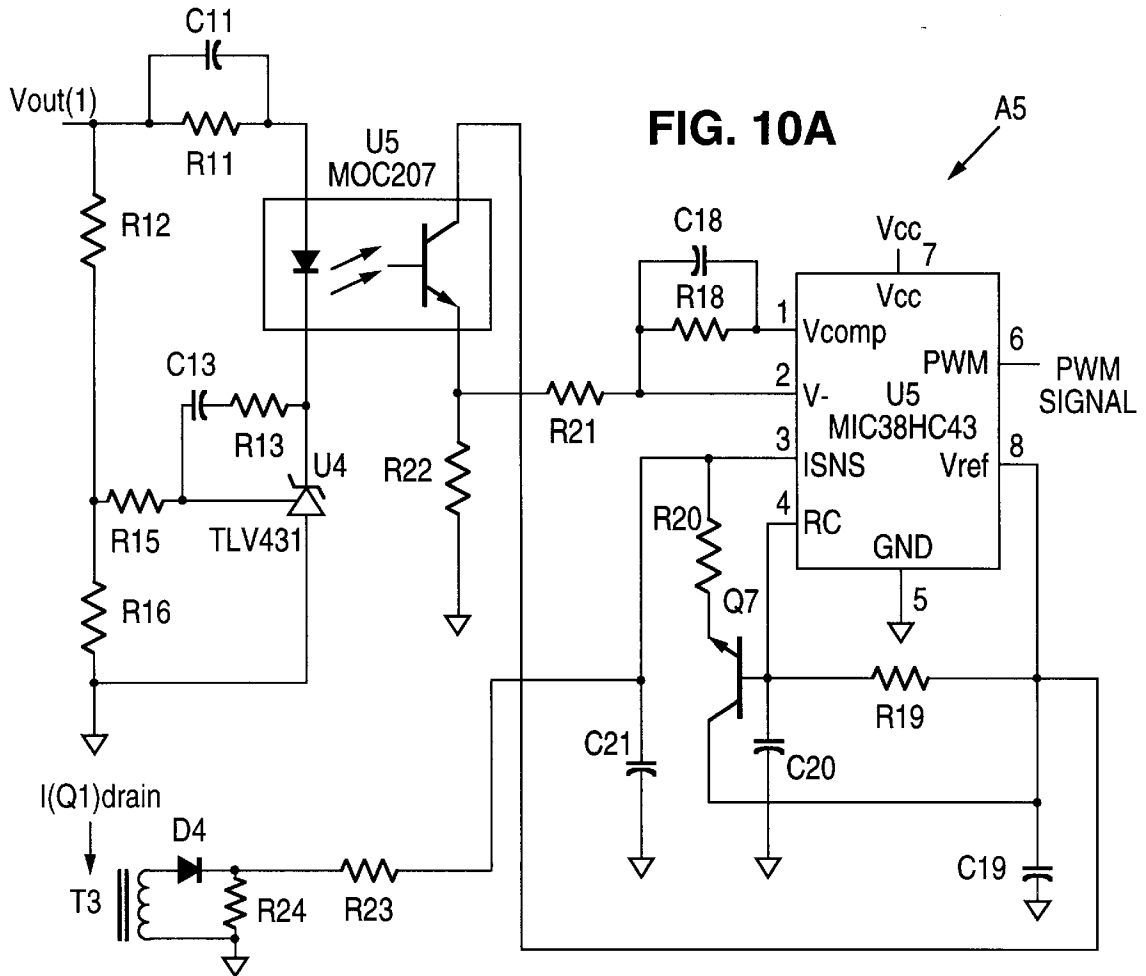 C11
Vout(1)
R11
FIG. 10A
A5
U5
MOC207
R12
C18
R18
Vcc
7
Vcc
1
Vcomp
6
PWM
PWM
SIGNAL
2
V-
U5
MIC38HC43
C13
R13
R21
3
ISNS
8
Vref
U4
R22
R15
TLV431
R20
4
RC
GND
5
R16
Q7
R19
C21
C20
I(Q1)drain
D4
T3
R24
R23
C19